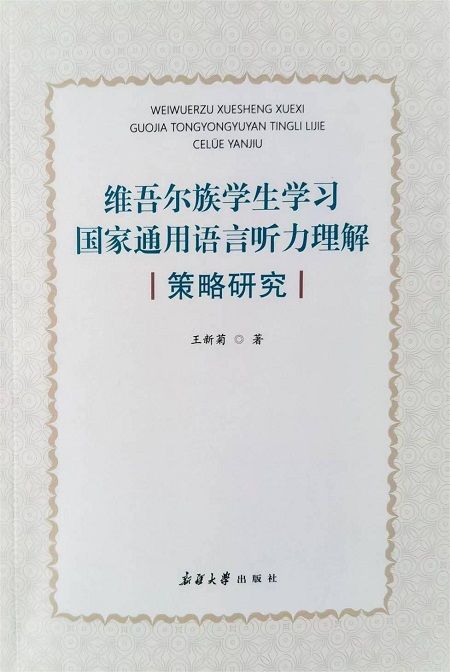 WEIWUERZU XUESHENG XUEXI
GUOJIA TONGYONGYUYAN TINGLI LIJIE
CELÜE YANJIU
维吾尔族学生学习
国家通用语言听力理解
策略研究
王新菊 ◎ 著
新疆大学出版社